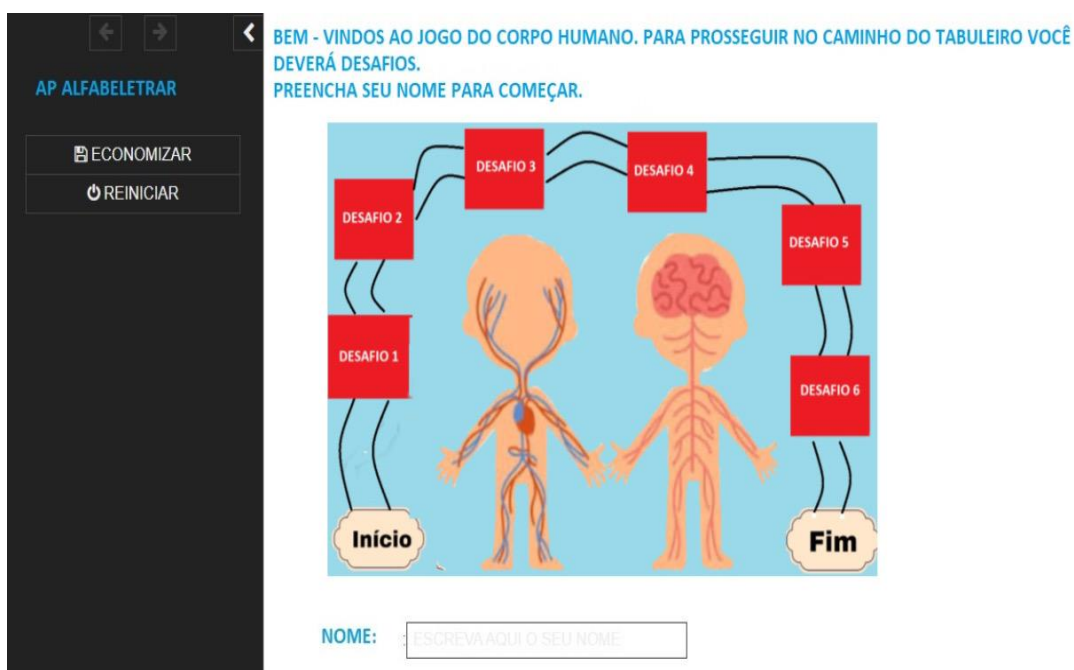 BEM - VINDOS AO JOGO DO CORPO HUMANO. PARA PROSSEGUIR NO CAMINHO DO TABULEIRO VOCÊ
DEVERÁ DESAFIOS.
PREENCHA SEU NOME PARA COMEÇAR.
AP ALFABELETRAR
ECONOMIZAR
REINICIAR
DESAFIO 1
DESAFIO 2
DESAFIO 3
DESAFIO 4
DESAFIO 5
DESAFIO 6
Início
Fim
NOME:
ESCREVA AQUI O SEU NOME